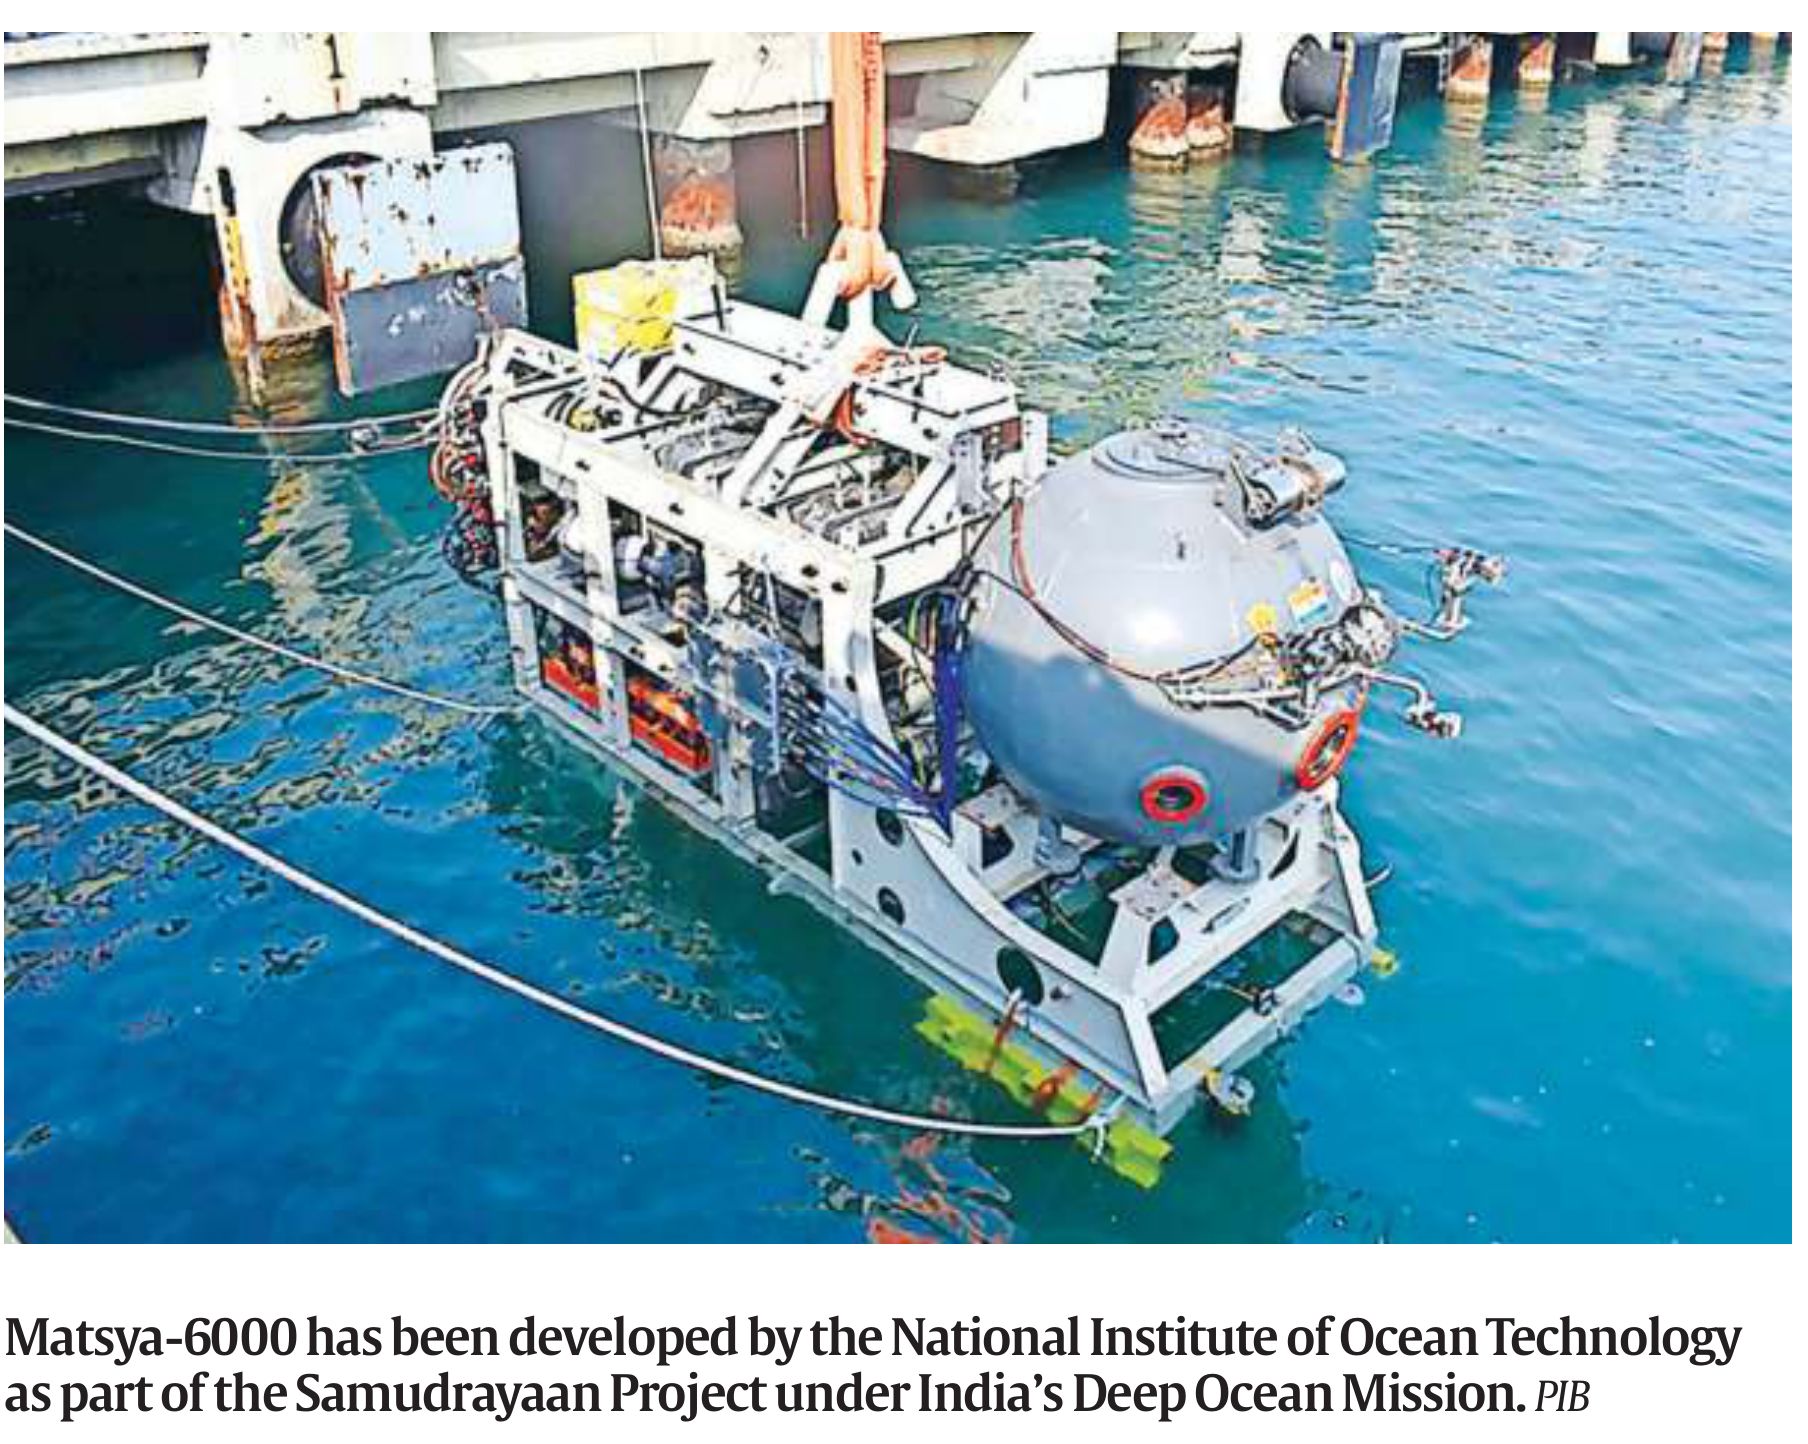 Matsya-6000 has been developed by the National Institute of Ocean Technology
as part of the Samudrayaan Project under India’s Deep Ocean Mission. PIB